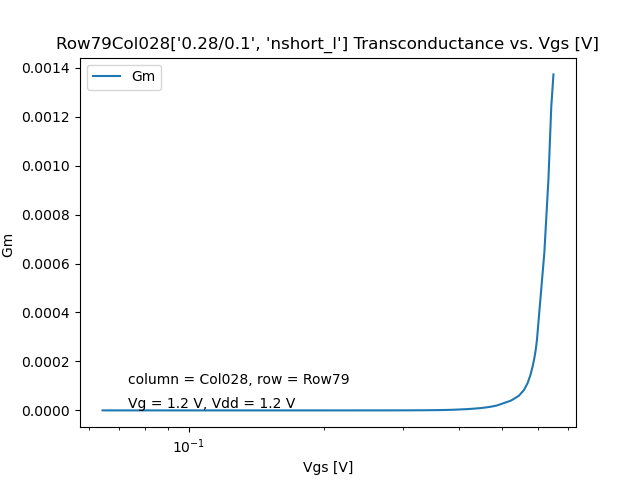 Row79Col028['0.28/0.1', 'nshort_l'] Transconductance vs. Vgs [V]
Gm
0.0014
0.0012
0.0010
0.0008
0.0006
0.0004
0.0002
0.0000
Gm
column = Col028, row = Row79
Vg = 1.2 V, Vdd = 1.2 V
10⁻¹
Vgs [V]